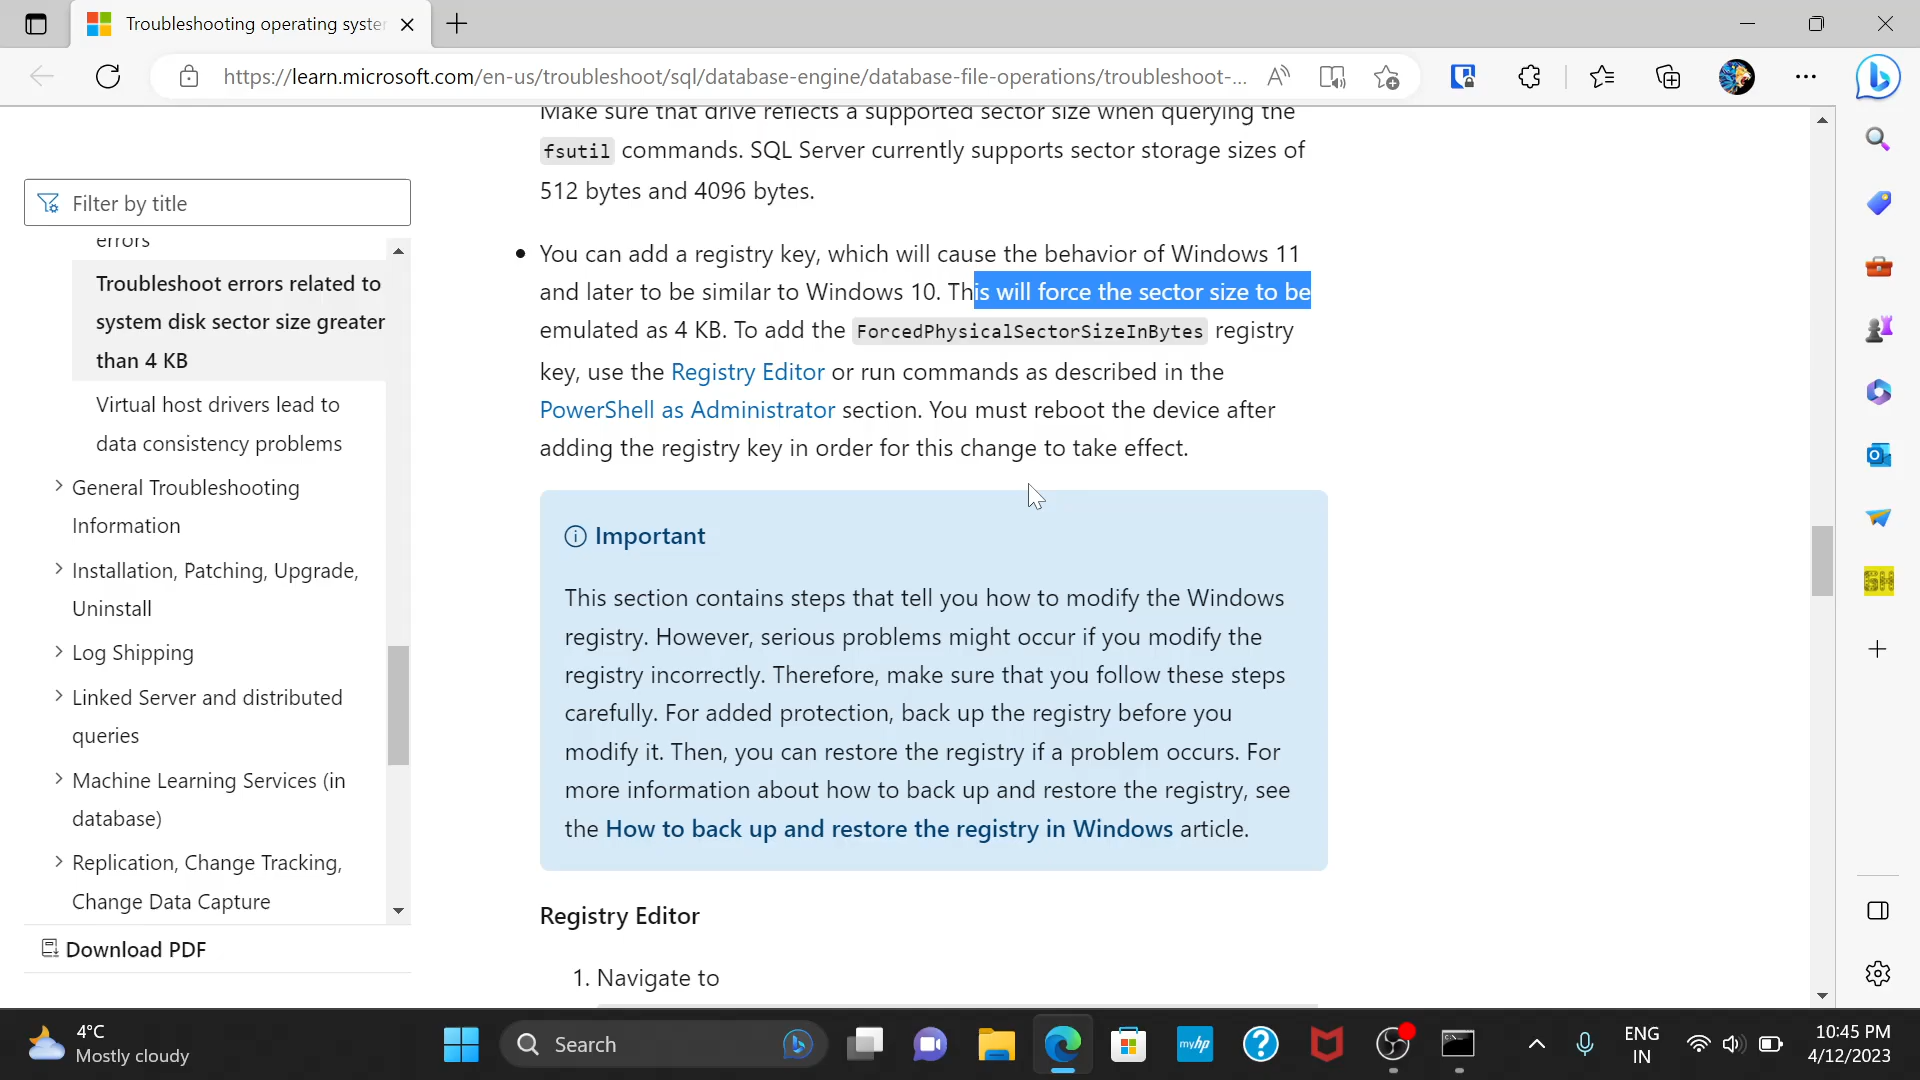 Troubleshooting operating syste
https://learn.microsoft.com/en-us/troubleshoot/sql/database-engine/database-file-operations/troubleshoot-...
Filter by title
errors
Troubleshoot errors related to
system disk sector size greater
than 4 KB
Virtual host drivers lead to
data consistency problems
General Troubleshooting
Information
Installation, Patching, Upgrade,
Uninstall
Log Shipping
Linked Server and distributed
queries
Machine Learning Services (in
database)
Replication, Change Tracking,
Change Data Capture
Download PDF
Make sure that drive reflects a supported sector size when querying the
fsutil commands. SQL Server currently supports sector storage sizes of
512 bytes and 4096 bytes.
• You can add a registry key, which will cause the behavior of Windows 11
and later to be similar to Windows 10. This will force the sector size to be
emulated as 4 KB. To add the ForcedPhysicalSectorSizeInBytes registry
key, use the Registry Editor or run commands as described in the
PowerShell as Administrator section. You must reboot the device after
adding the registry key in order for this change to take effect.
Important
This section contains steps that tell you how to modify the Windows
registry. However, serious problems might occur if you modify the
registry incorrectly. Therefore, make sure that you follow these steps
carefully. For added protection, back up the registry before you
modify it. Then, you can restore the registry if a problem occurs. For
more information about how to back up and restore the registry, see
the How to back up and restore the registry in Windows article.
Registry Editor
1. Navigate to
4°C
Mostly cloudy
Search
myhp
ENG
IN
10:45 PM
4/12/2023